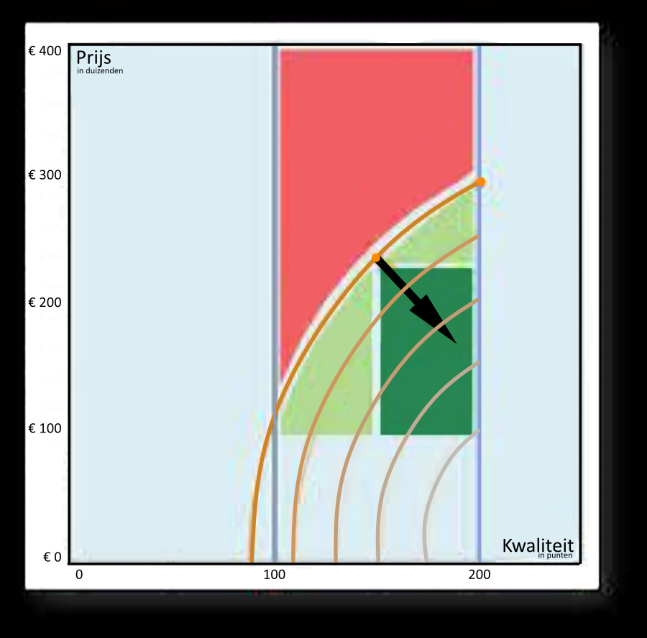 € 400
Prijs
in duizenden
€ 300
€ 200
€ 100
€ 0
Kwaliteit
in punten
0
100
200